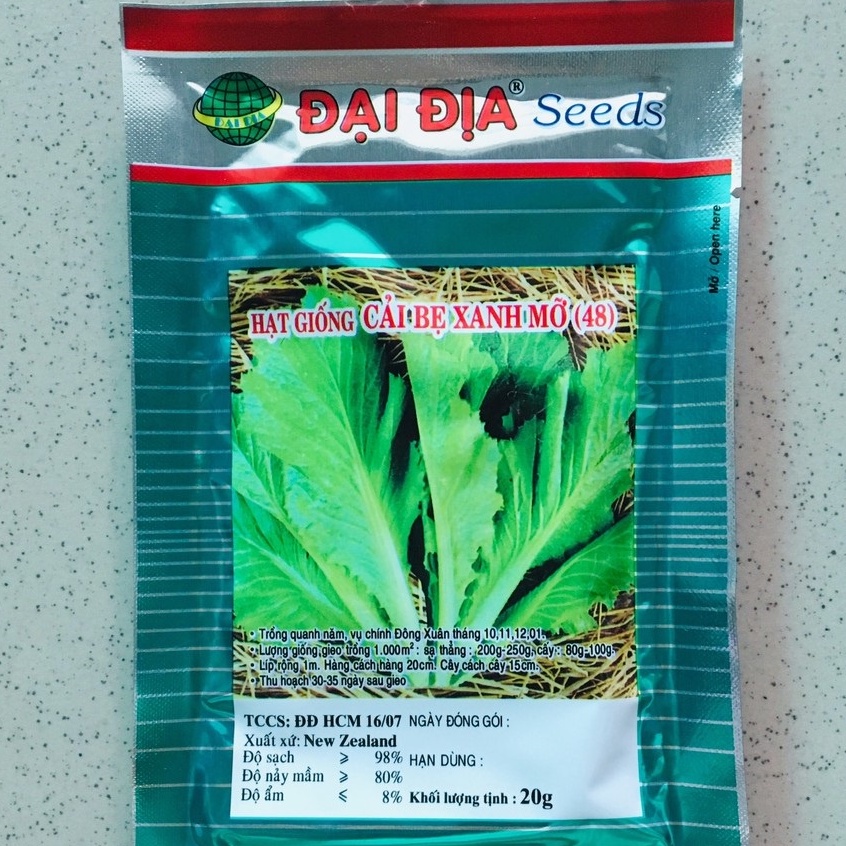 ĐẠI ĐỊA
ĐẠI ĐỊA® Seeds
Mở / Open here
HẠT GIỐNG CẢI BẸ XANH MỠ (48)
• Trồng quanh năm, vụ chính Đông Xuân tháng 10,11,12,01.
• Lượng giống gieo trồng 1.000m²: sạ thẳng : 200g-250g, cấy : 80g-100g.
• Líp rộng 1m. Hàng cách hàng 20cm. Cây cách cây 15cm.
• Thu hoạch 30-35 ngày sau gieo
TCCS: ĐĐ HCM 16/07 NGÀY ĐÓNG GÓI :
Xuất xứ: New Zealand
Độ sạch ⩾ 98% HẠN DÙNG :
Độ nảy mầm ⩾ 80%
Độ ẩm ⩽ 8% Khối lượng tịnh : 20g